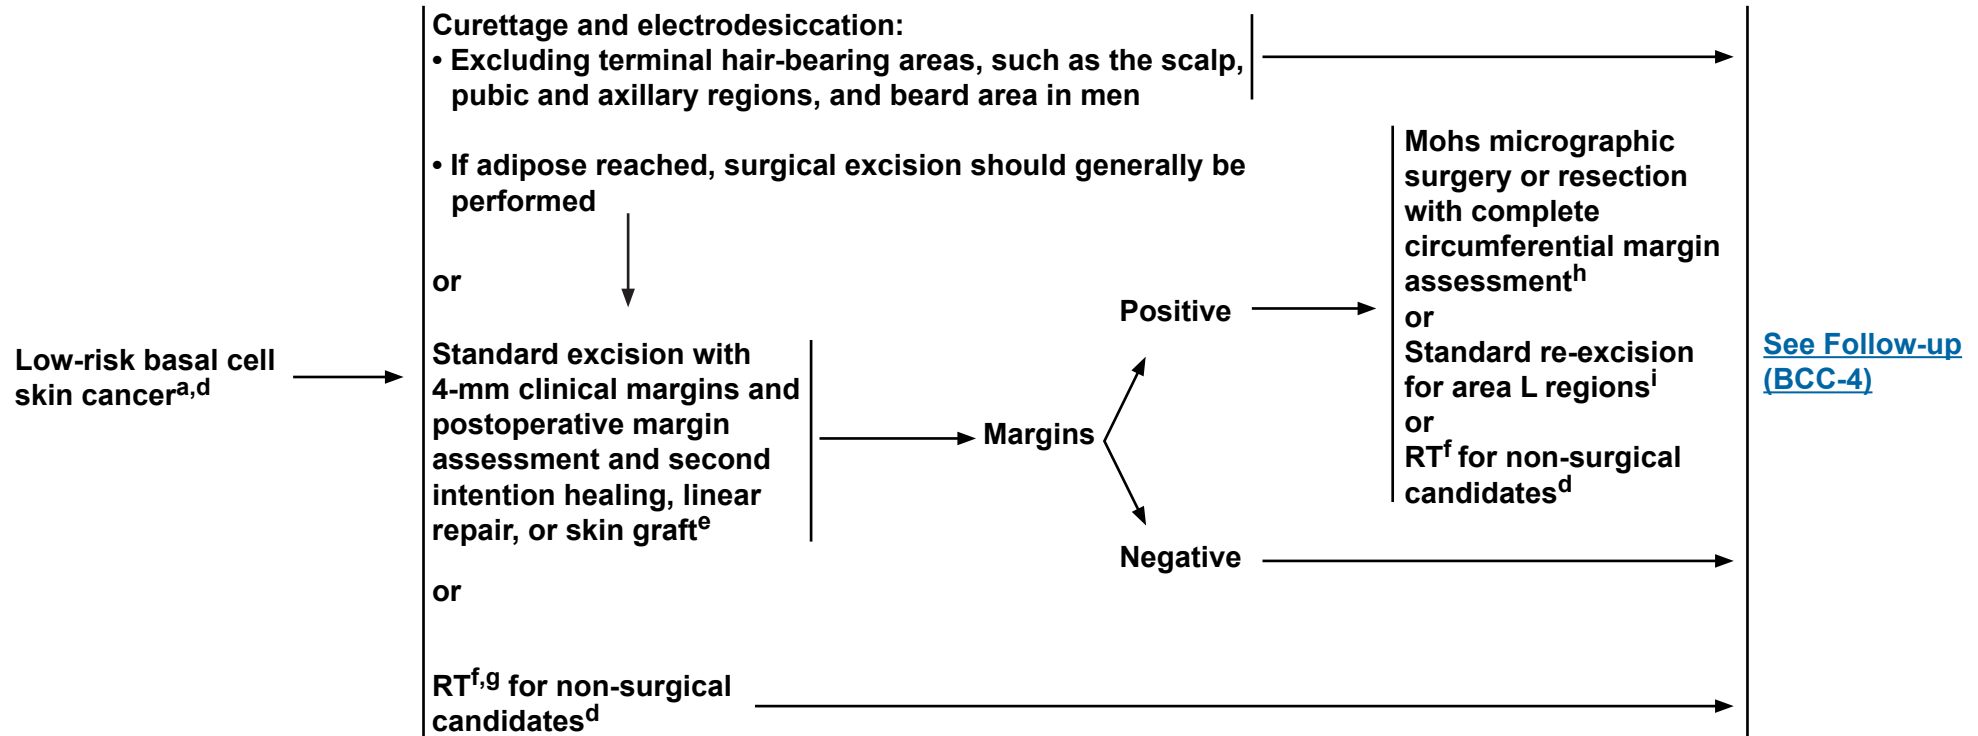 Low-risk basal cell
skin cancera,d
Curettage and electrodesiccation:
• Excluding terminal hair-bearing areas, such as the scalp,
pubic and axillary regions, and beard area in men
• If adipose reached, surgical excision should generally be
performed
or
Standard excision with
4-mm clinical margins and
postoperative margin
assessment and second
intention healing, linear
repair, or skin grafte
or
RTf,g for non-surgical
candidatesd
Margins
Positive
Negative
Mohs micrographic
surgery or resection
with complete
circumferential margin
assessmenth
or
Standard re-excision
for area L regionsi
or
RTf for non-surgical
candidatesd
See Follow-up
(BCC-4)